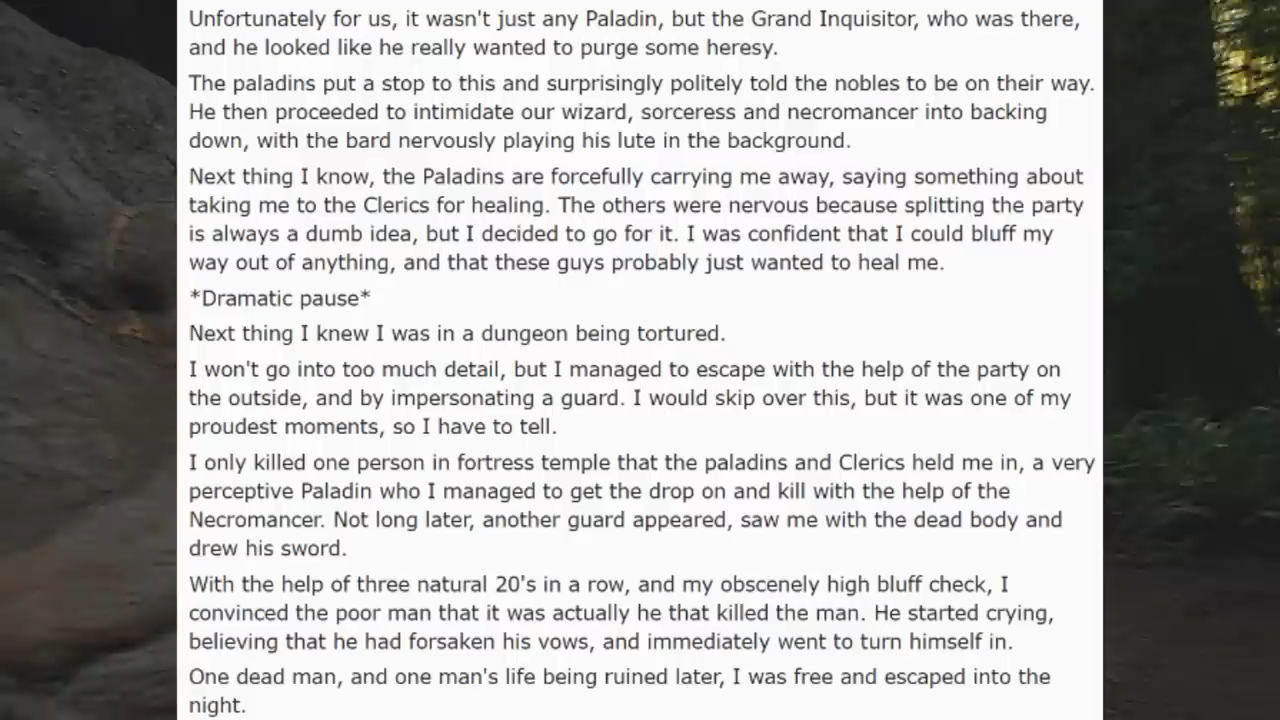 Unfortunately for us, it wasn't just any Paladin, but the Grand Inquisitor, who was there,
and he looked like he really wanted to purge some heresy.
The paladins put a stop to this and surprisingly politely told the nobles to be on their way.
He then proceeded to intimidate our wizard, sorceress and necromancer into backing
down, with the bard nervously playing his lute in the background.
Next thing I know, the Paladins are forcefully carrying me away, saying something about
taking me to the Clerics for healing. The others were nervous because splitting the party
is always a dumb idea, but I decided to go for it. I was confident that I could bluff my
way out of anything, and that these guys probably just wanted to heal me.
*Dramatic pause*
Next thing I knew I was in a dungeon being tortured.
I won't go into too much detail, but I managed to escape with the help of the party on
the outside, and by impersonating a guard. I would skip over this, but it was one of my
proudest moments, so I have to tell.
I only killed one person in fortress temple that the paladins and Clerics held me in, a very
perceptive Paladin who I managed to get the drop on and kill with the help of the
Necromancer. Not long later, another guard appeared, saw me with the dead body and
drew his sword.
With the help of three natural 20's in a row, and my obscenely high bluff check, I
convinced the poor man that it was actually he that killed the man. He started crying,
believing that he had forsaken his vows, and immediately went to turn himself in.
One dead man, and one man's life being ruined later, I was free and escaped into the
night.